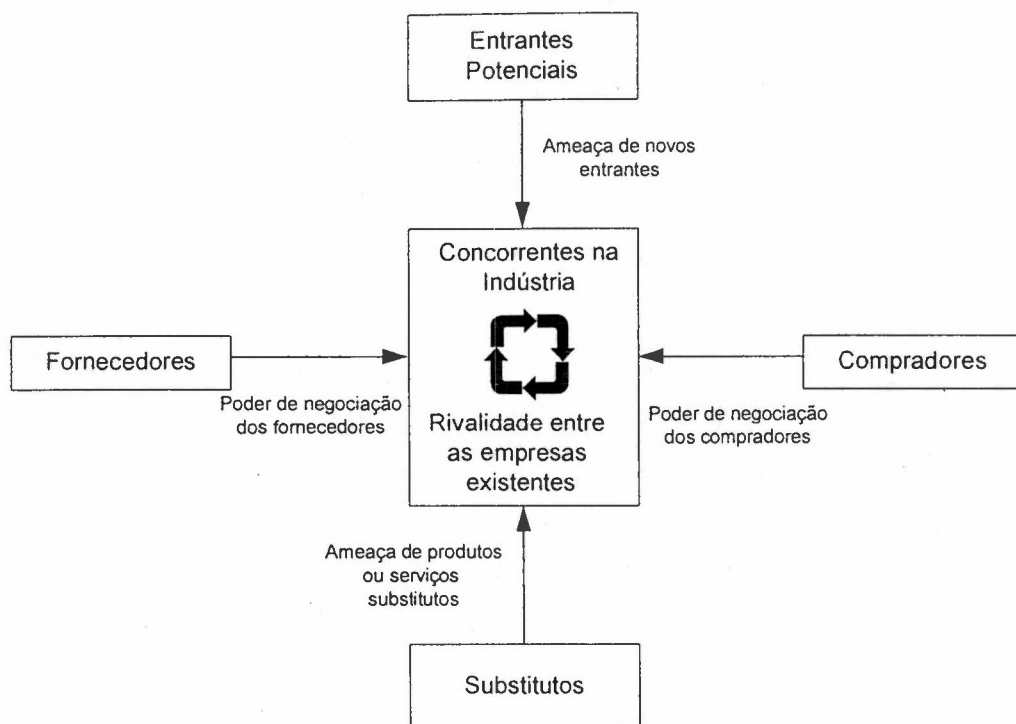 Entrantes
Potenciais
Ameaça de novos
entrantes
Concorrentes na
Indústria
Fornecedores
Poder de negociação
dos fornecedores
Rivalidade entre
as empresas
existentes
Compradores
Poder de negociação
dos compradores
Ameaça de produtos
ou serviços
substitutos
Substitutos